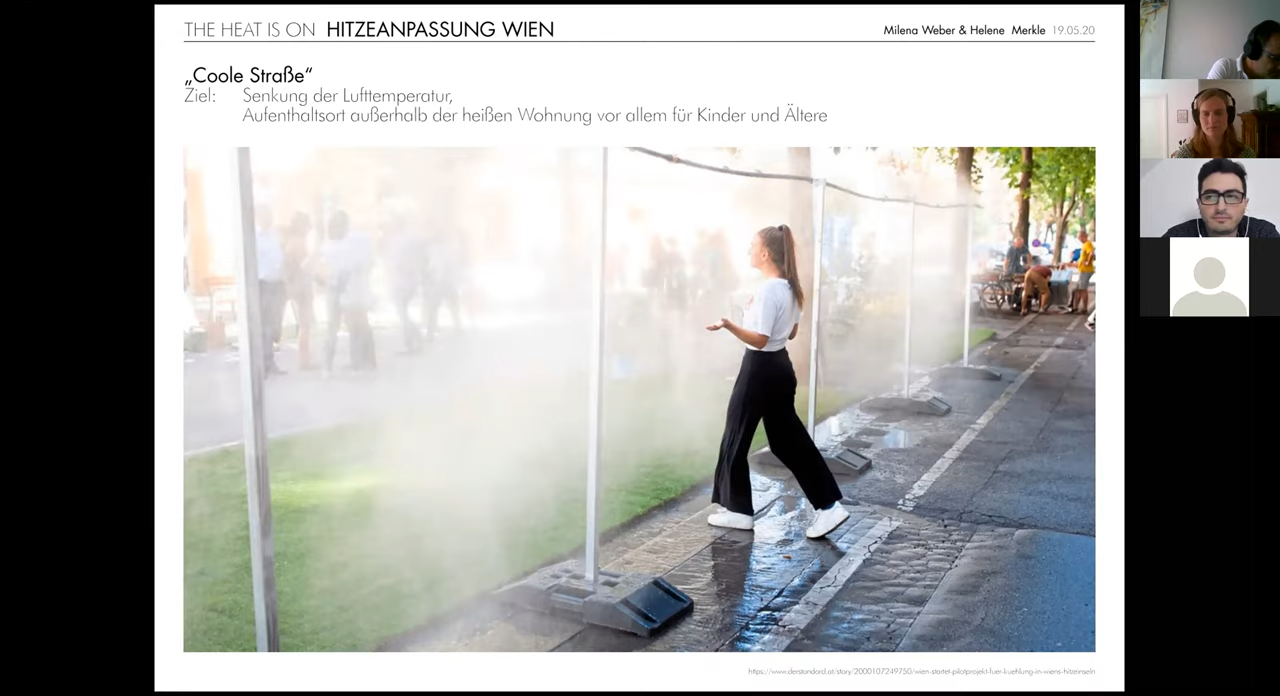 THE HEAT IS ON HITZEANPASSUNG WIEN
Milena Weber & Helene Merkle 19.05.20
„Coole Straße“
Ziel: Senkung der Lufttemperatur,
Aufenthaltsort außerhalb der heißen Wohnung vor allem für Kinder und Ältere
https://www.derstandard.at/story/2000107249750/wien-startet-pilotprojekt-fuer-kuehlung-in-wiens-hitzeinseln